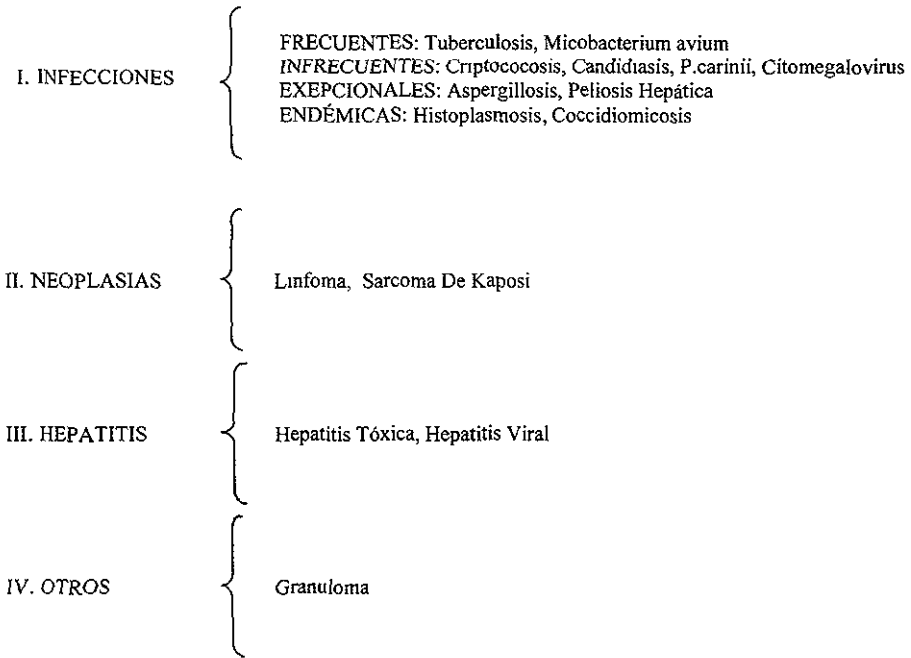 I. INFECCIONES
FRECUENTES: Tuberculosis, Micobacterium avium
INFRECUENTES: Criptococosis, Candidiasis, P.carinii, Citomegalovirus
EXEPCIONALES: Aspergillosis, Peliosis Hepática
ENDÉMICAS: Histoplasmosis, Coccidiomicosis
II. NEOPLASIAS
Linfoma, Sarcoma De Kaposi
III. HEPATITIS
Hepatitis Tóxica, Hepatitis Viral
IV. OTROS
Granuloma